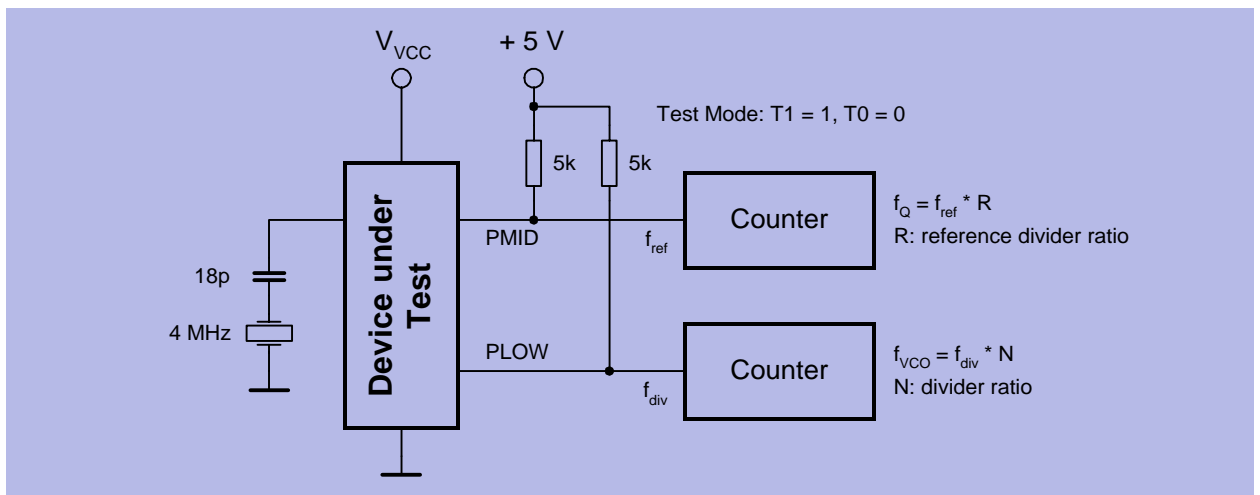 V_VCC
+ 5 V
Test Mode: T1 = 1, T0 = 0
5k
5k
Counter
f_Q = f_ref * R
R: reference divider ratio
PMID
f_ref
18p
4 MHz
Device under
Test
PLOW
f_div
Counter
f_VCO = f_div * N
N: divider ratio